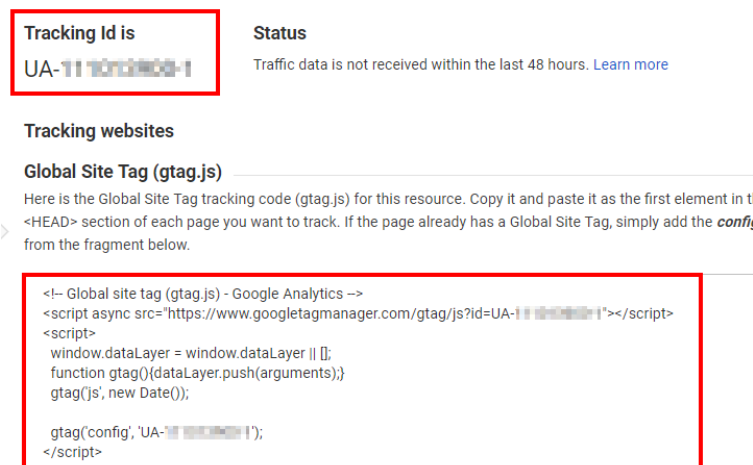 Tracking Id is
Status
UA-
Traffic data is not received within the last 48 hours. Learn more
Tracking websites
Global Site Tag (gtag.js)
Here is the Global Site Tag tracking code (gtag.js) for this resource. Copy it and paste it as the first element in
<HEAD> section of each page you want to track. If the page already has a Global Site Tag, simply add the
from the fragment below.
<!-- Global site tag (gtag.js) - Google Analytics -->
<script async src="https://www.googletagmanager.com/gtag/js?id=UA-"></script>
<script>
window.dataLayer = window.dataLayer || [];
function gtag(){dataLayer.push(arguments);}
gtag('js', new Date());
gtag('config', 'UA-');
</script>